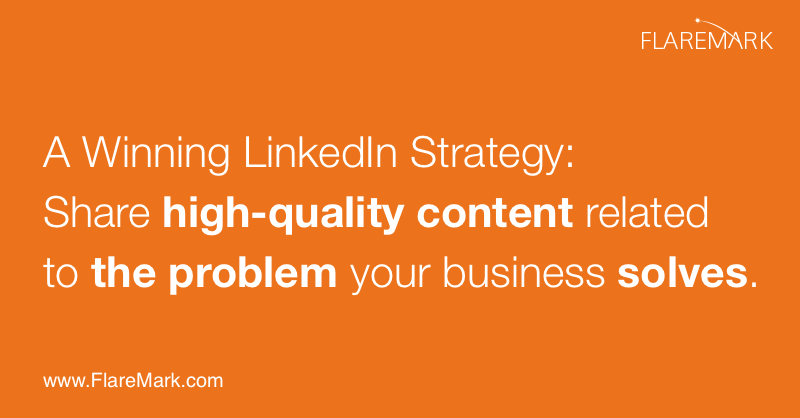 FLAREMARK
A Winning LinkedIn Strategy:
Share high-quality content related
to the problem your business solves.
www.FlareMark.com